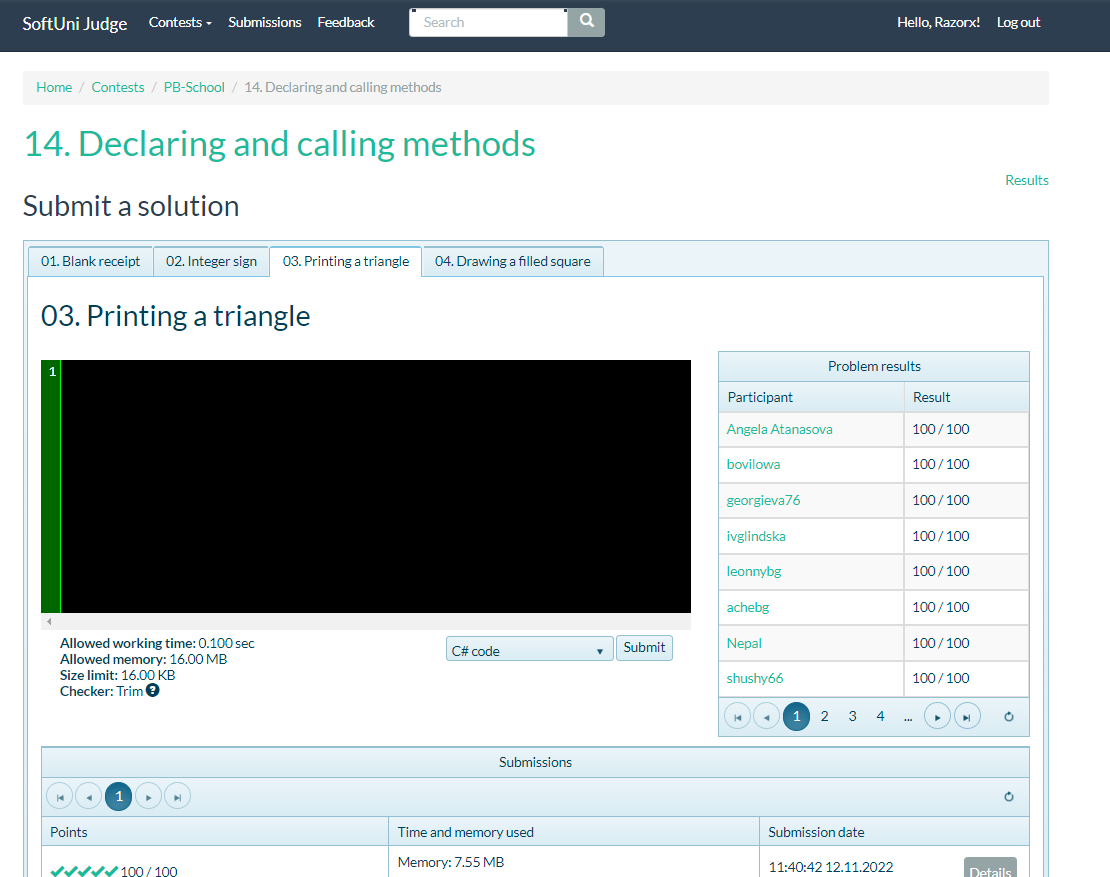 SoftUni Judge Contests Submissions Feedback Search Hello, Razorx! Log out
Home / Contests / PB-School / 14. Declaring and calling methods
14. Declaring and calling methods
Results
Submit a solution
01. Blank receipt 02. Integer sign 03. Printing a triangle 04. Drawing a filled square
03. Printing a triangle
1
Allowed working time: 0.100 sec
Allowed memory: 16.00 MB
Size limit: 16.00 KB
Checker: Trim ?
C# code Submit
Problem results
Participant Result
Angela Atanasova 100 / 100
bovilowa 100 / 100
georgieva76 100 / 100
ivglindska 100 / 100
leonnybg 100 / 100
achebg 100 / 100
Nepal 100 / 100
shushy66 100 / 100
1 2 3 4 ...
Submissions
1
Points Time and memory used Submission date
100 / 100 Memory: 7.55 MB 11:40:42 12.11.2022 Details